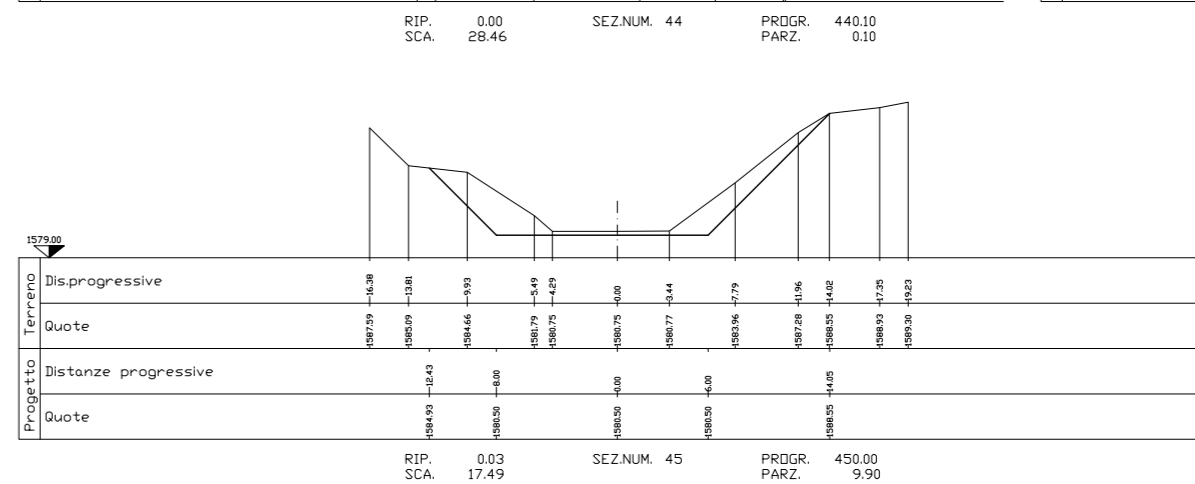 RIP. 0.00 SEZ.NUM. 44 PROGR. 440.10
SCA. 28.46 PARZ. 0.10
1579.00
Terreno
Dis.progressive
-16.38 -13.81 -9.93 -5.49 -4.29 0.00 3.44 7.79 11.96 14.02 17.35 19.23
Quote
1587.59 1585.09 1584.66 1581.79 1580.75 1580.75 1580.77 1583.96 1587.28 1588.55 1588.93 1589.30
Progetto
Distanze progressive
-12.43 -8.00 0.00 6.00 14.05
Quote
1584.93 1580.50 1580.50 1580.50 1588.55
RIP. 0.03 SEZ.NUM. 45 PROGR. 450.00
SCA. 17.49 PARZ. 9.90